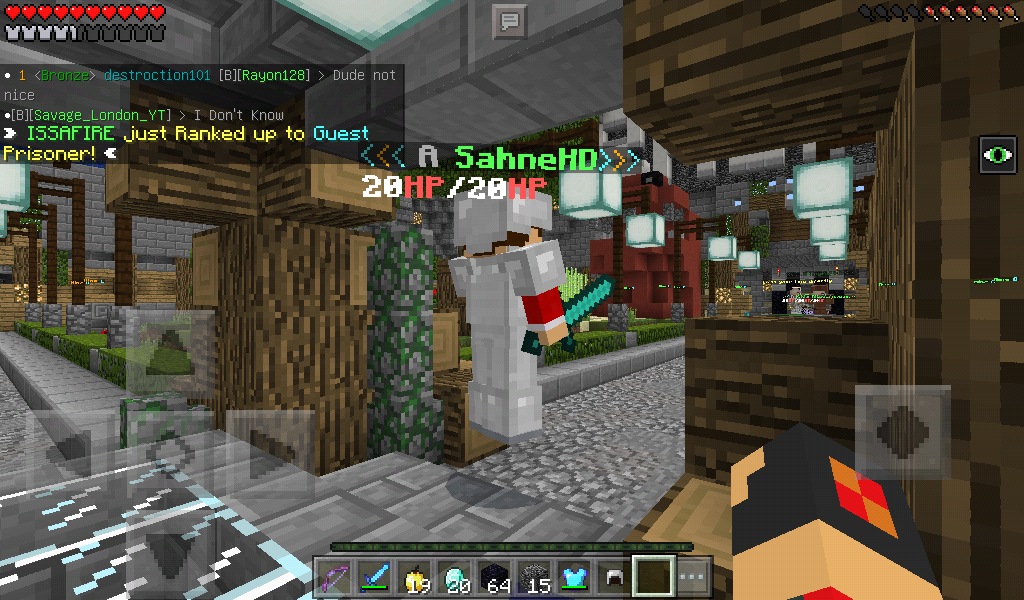 • 1 <Bronze> destroction101 [B][Rayon128] > Dude not
nice
•[B][Savage_London_YT] > I Don't Know
ISSAFIRE just Ranked up to Guest
Prisoner!
<<< A SahneHD>>>
20HP/20HP
19 20 64 15